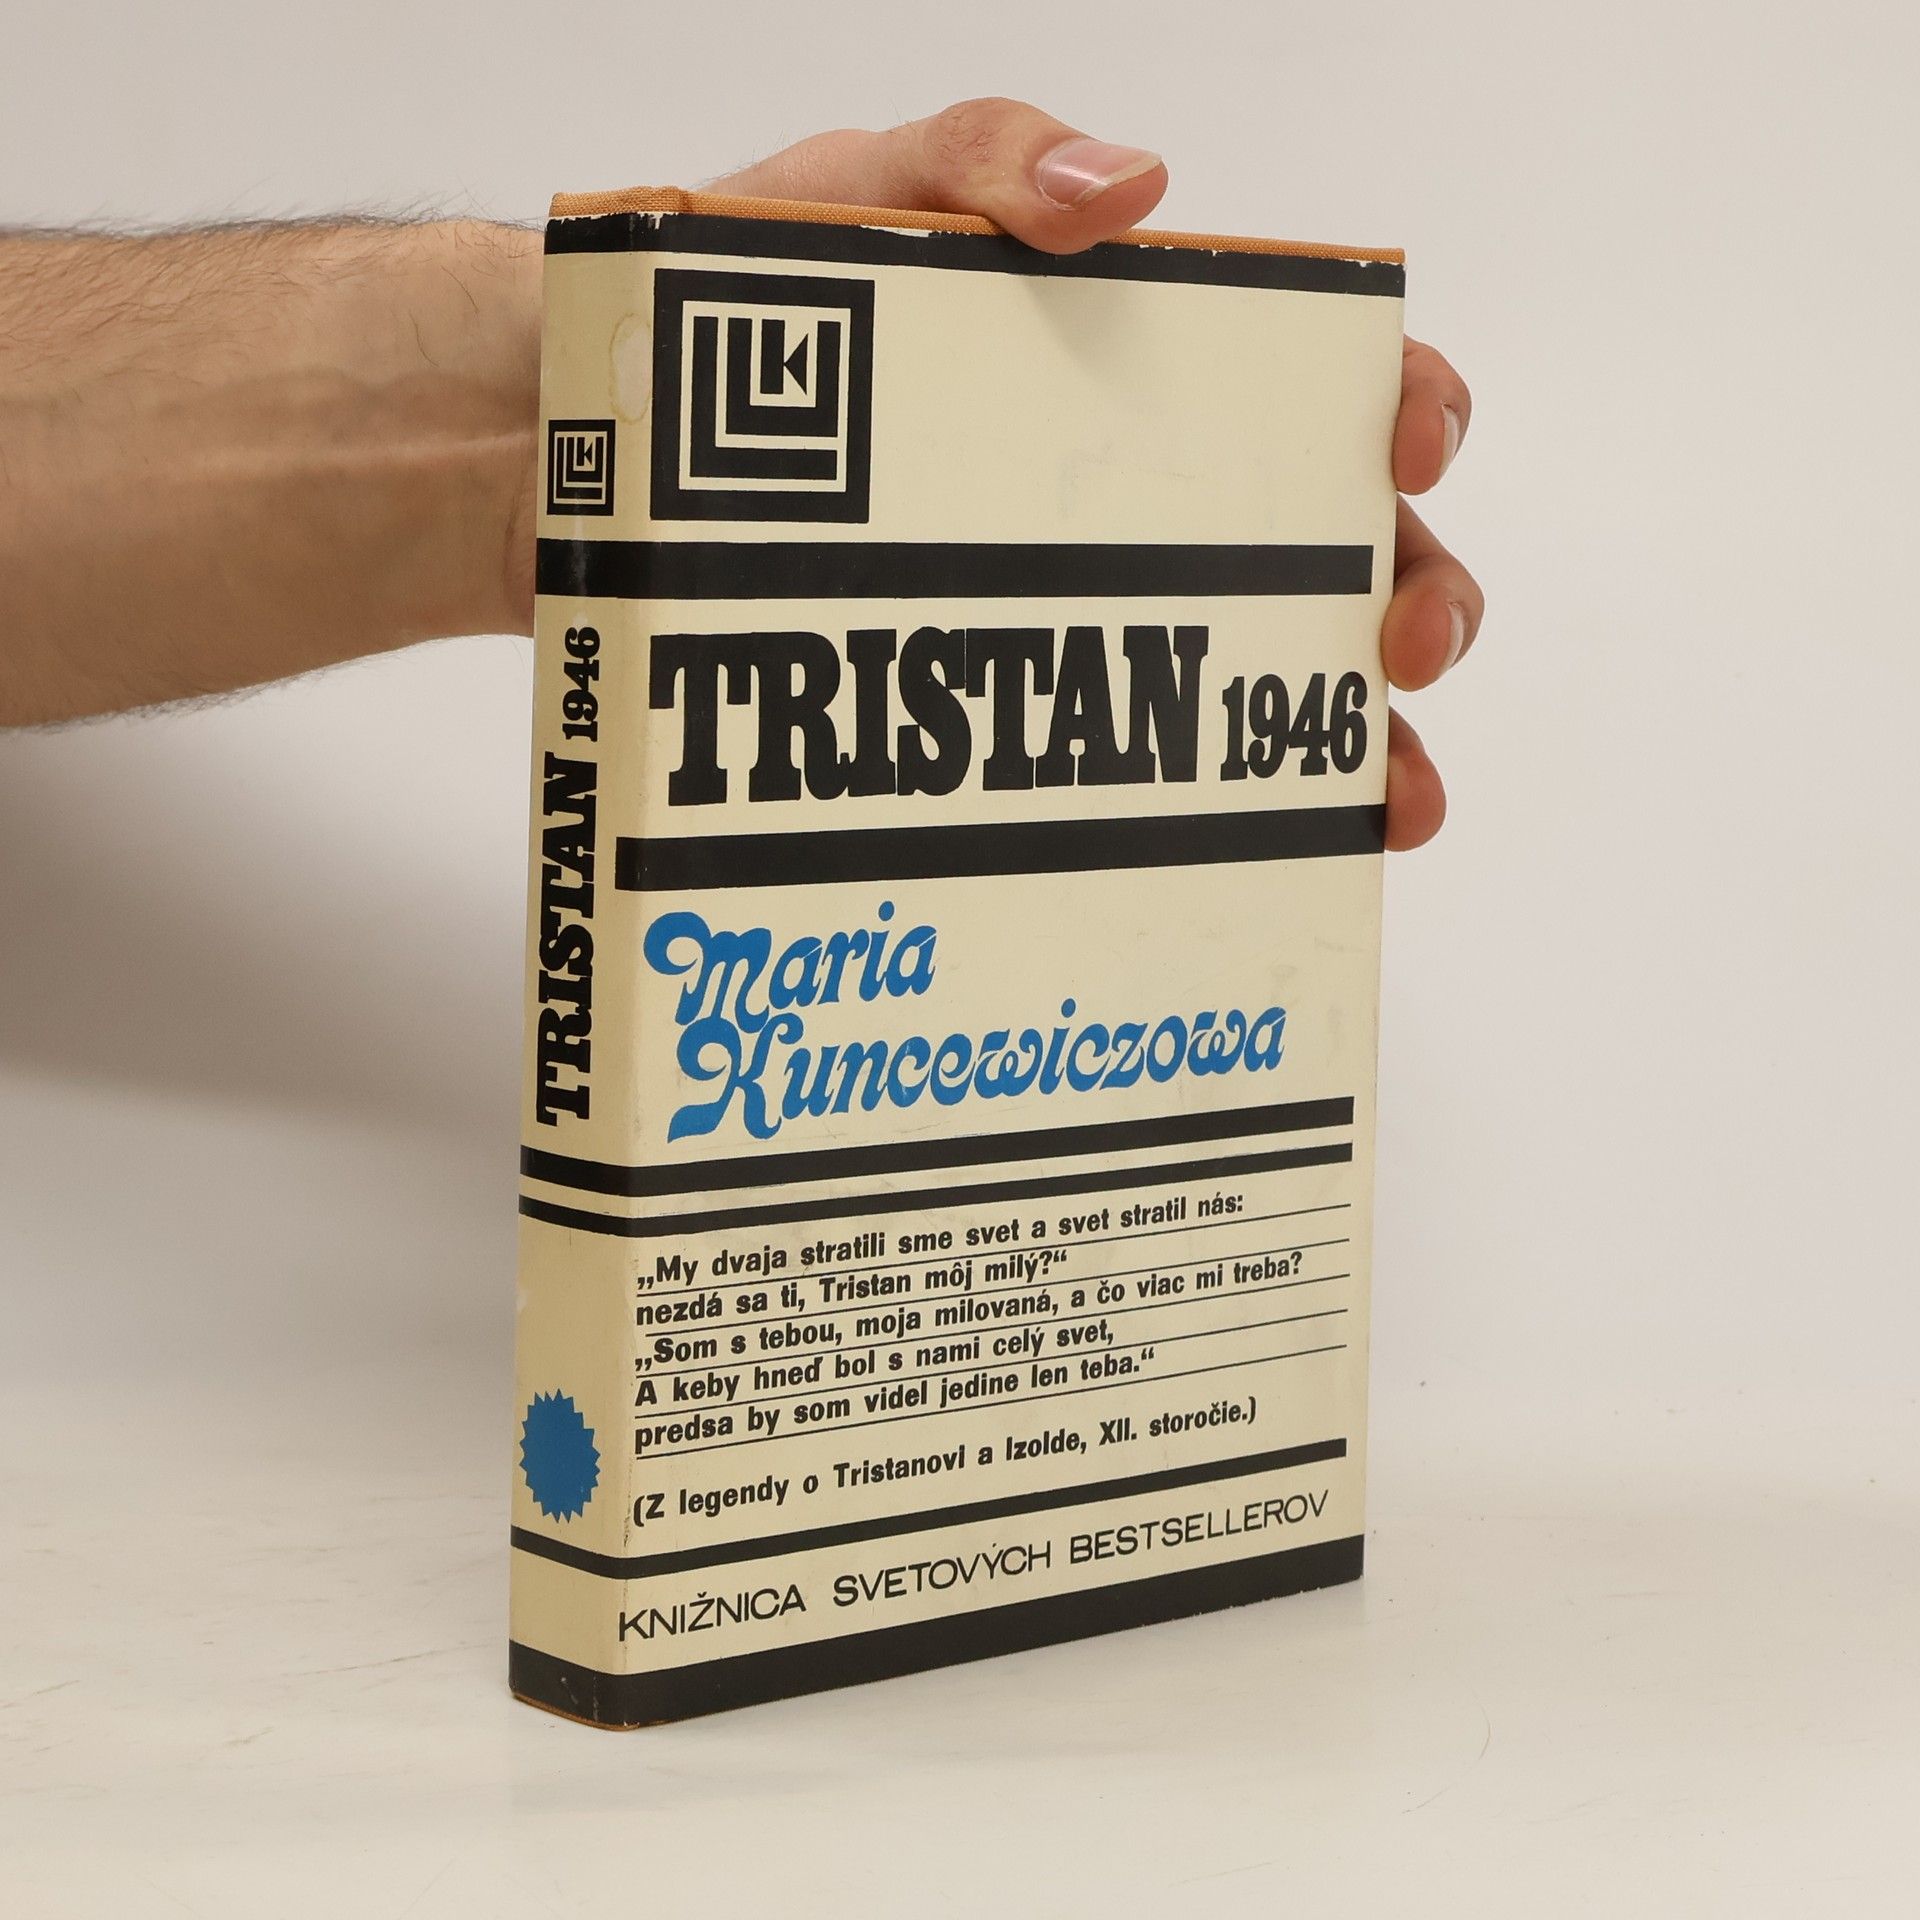 TRISTAN 1946
TRISTAN 1946
Maria
Kuncewiczowa
„My dvaja stratili sme svet a svet stratil nás:
nezdá sa ti, Tristan môj milý?“
„Som s tebou, moja milovaná, a čo viac mi treba?
A keby hneď bol s nami celý svet,
predsa by som videl jedine len teba.“
(Z legendy o Tristanovi a Izolde, XII. storočie.)
KNIŽNICA SVETOVÝCH BESTSELLEROV